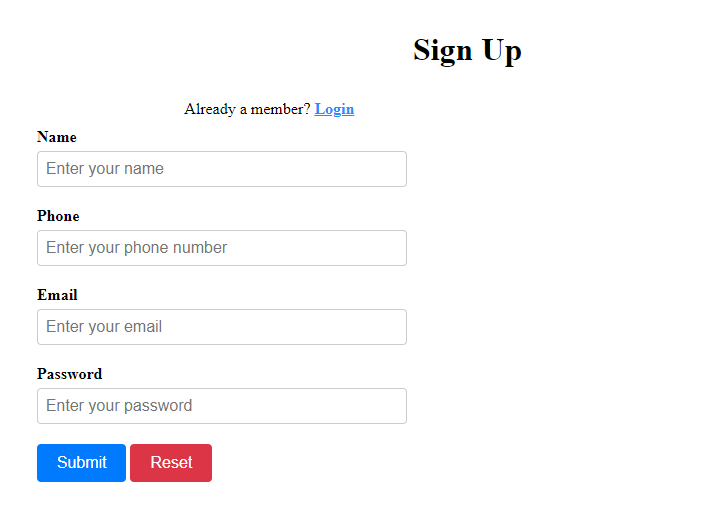 Sign Up
Already a member? Login
Name
Enter your name
Phone
Enter your phone number
Email
Enter your email
Password
Enter your password
Submit Reset